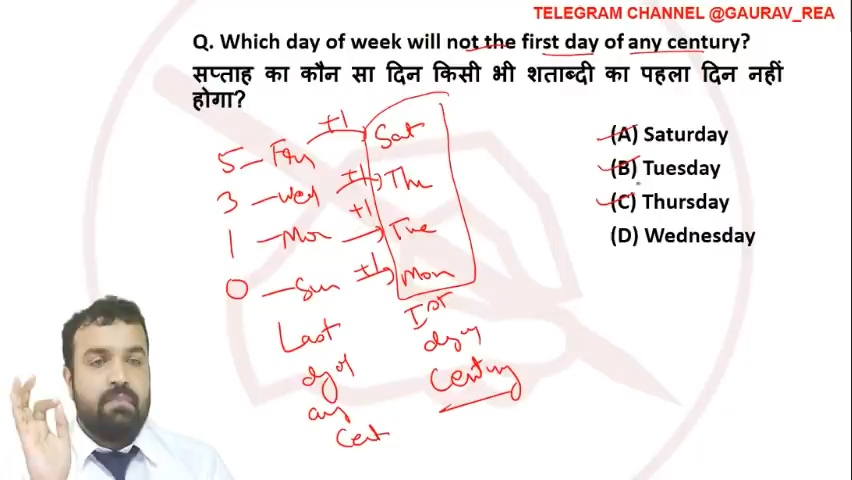 TELEGRAM CHANNEL @GAURAV_REA
Q. Which day of week will not the first day of any century?
सप्ताह का कौन सा दिन किसी भी शताब्दी का पहला दिन नहीं
होगा?
(A) Saturday
(B) Tuesday
(C) Thursday
(D) Wednesday
5 - Fri +1 Sat
3 - Wed +1 Thu
1 - Mon +1 Tue
0 - Sun +1 Mon
Last
day of
any
Cent
Ist
day of
Century